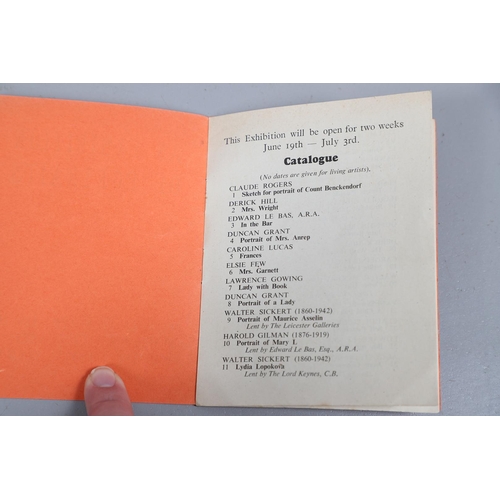 This Exhibition will be open for two weeks
June 19th — July 3rd.
Catalogue
(No dates are given for living artists).
CLAUDE ROGERS
1 Sketch for portrait of Count Benckendorf
DERICK HILL
2 Mrs. Wright
EDWARD LE BAS, A.R.A.
3 In the Bar
DUNCAN GRANT
4 Portrait of Mrs. Anrep
CAROLINE LUCAS
5 Frances
ELSIE FEW
6 Mrs. Garnett
LAWRENCE GOWING
7 Lady with Book
DUNCAN GRANT
8 Portrait of a Lady
WALTER SICKERT (1860-1942)
9 Portrait of Maurice Asselin
Lent by The Leicester Galleries
HAROLD GILMAN (1876-1919)
10 Portrait of Mary L
Lent by Edward Le Bas, Esq., A.R.A.
WALTER SICKERT (1860-1942)
11 Lydia Lopokova
Lent by The Lord Keynes, C.B.